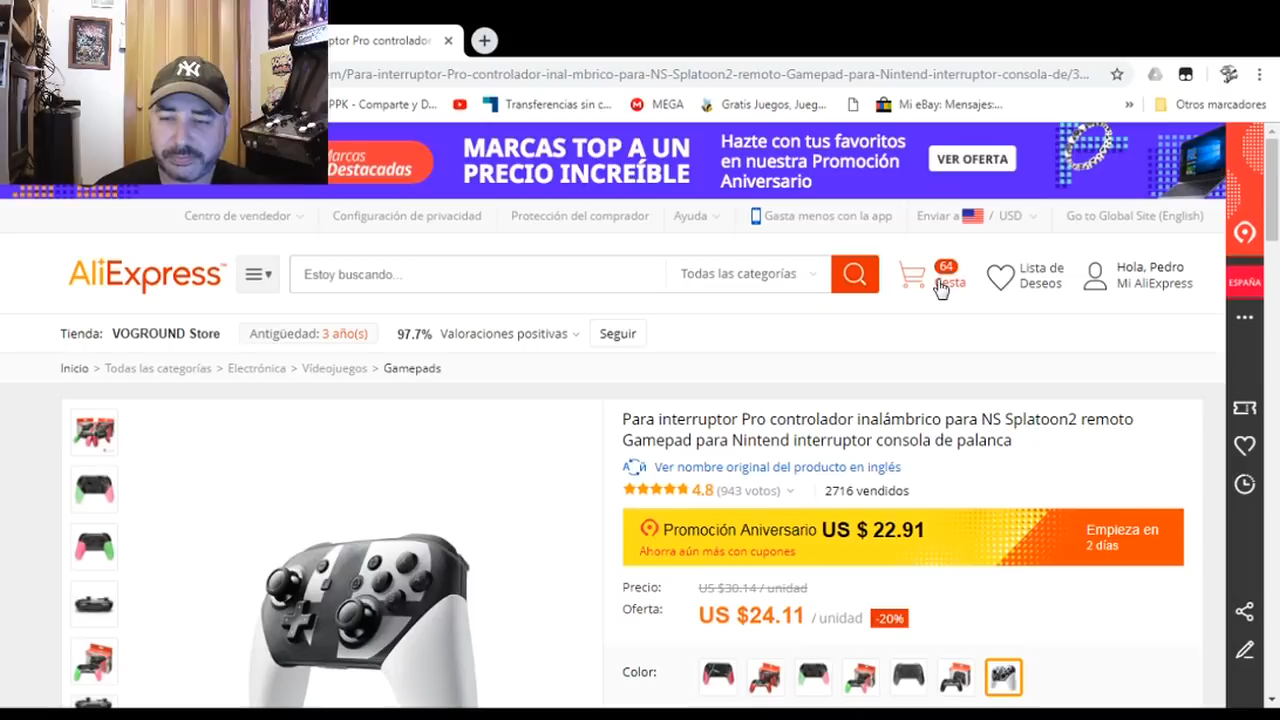 ptor Pro controlador
em/Para-interruptor-Pro-controlador-inal-mbrico-para-NS-Splatoon2-remoto-Gamepad-para-Nintend-interruptor-consola-de/3...
PPK - Comparte y D...
Transferencias sin c...
MEGA
Gratis Juegos, Jueg...
Mi eBay: Mensajes:...
»
Otros marcadores
Marcas
Destacadas
MARCAS TOP A UN
PRECIO INCREÍBLE
Hazte con tus favoritos
en nuestra Promoción
Aniversario
VER OFERTA
Centro de vendedor
Configuración de privacidad
Protección del comprador
Ayuda
Gasta menos con la app
Enviar a / USD
Go to Global Site (English)
AliExpress™
Estoy buscando...
Todas las categorías
64
Lista de
Deseos
Hola, Pedro
Mi AliExpress
ESPAÑA
Tienda: VOGROUND Store
Antigüedad: 3 año(s)
97.7% Valoraciones positivas
Seguir
Inicio > Todas las categorías > Electrónica > Vídeojuegos > Gamepads
Para interruptor Pro controlador inalámbrico para NS Splatoon2 remoto
Gamepad para Nintend interruptor consola de palanca
Ver nombre original del producto en inglés
4.8 (943 votos)
2716 vendidos
Promoción Aniversario US $ 22.91
Ahorra aún más con cupones
Empieza en
2 días
Precio: US $30.14 / unidad
Oferta: US $24.11 / unidad -20%
Color: